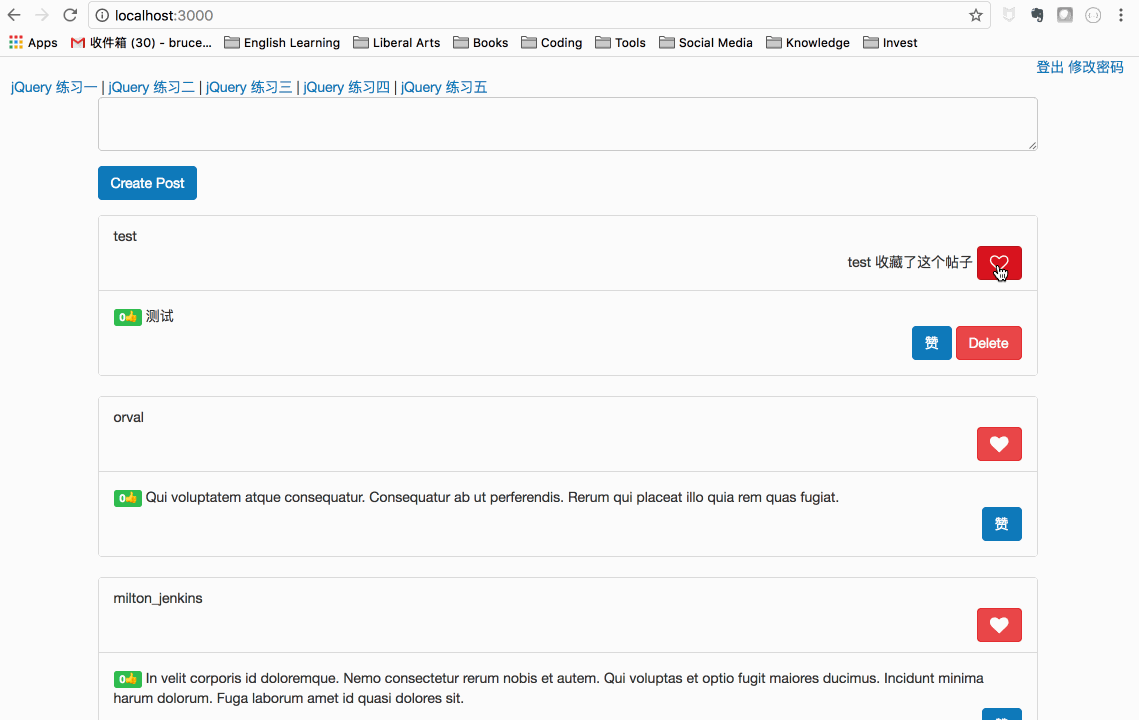 localhost:3000
Apps 收件箱 (30) - bruce... English Learning Liberal Arts Books Coding Tools Social Media Knowledge Invest
登出 修改密码
jQuery 练习一 | jQuery 练习二 | jQuery 练习三 | jQuery 练习四 | jQuery 练习五
Create Post
test
test 收藏了这个帖子
0👍 测试
赞 Delete
orval
0👍 Qui voluptatem atque consequatur. Consequatur ab ut perferendis. Rerum qui placeat illo quia rem quas fugiat.
赞
milton_jenkins
0👍 In velit corporis id doloremque. Nemo consectetur rerum nobis et autem. Qui voluptas et optio fugit maiores ducimus. Incidunt minima
harum dolorum. Fuga laborum amet id quasi dolores sit.